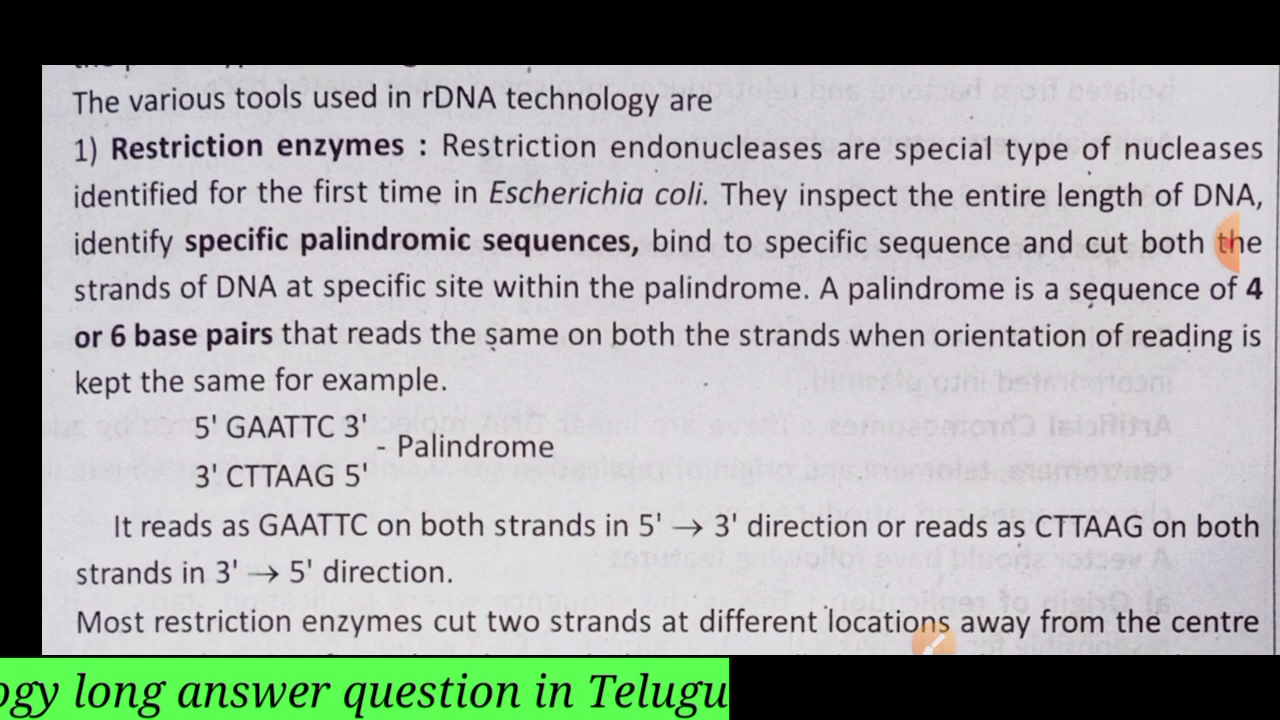 The various tools used in rDNA technology are
1) Restriction enzymes : Restriction endonucleases are special type of nucleases
identified for the first time in Escherichia coli. They inspect the entire length of DNA,
identify specific palindromic sequences, bind to specific sequence and cut both the
strands of DNA at specific site within the palindrome. A palindrome is a sequence of 4
or 6 base pairs that reads the same on both the strands when orientation of reading is
kept the same for example.
5' GAATTC 3'
- Palindrome
3' CTTAAG 5'
It reads as GAATTC on both strands in 5' → 3' direction or reads as CTTAAG on both
strands in 3' → 5' direction.
Most restriction enzymes cut two strands at different locations away from the centre
ogy long answer question in Telugu